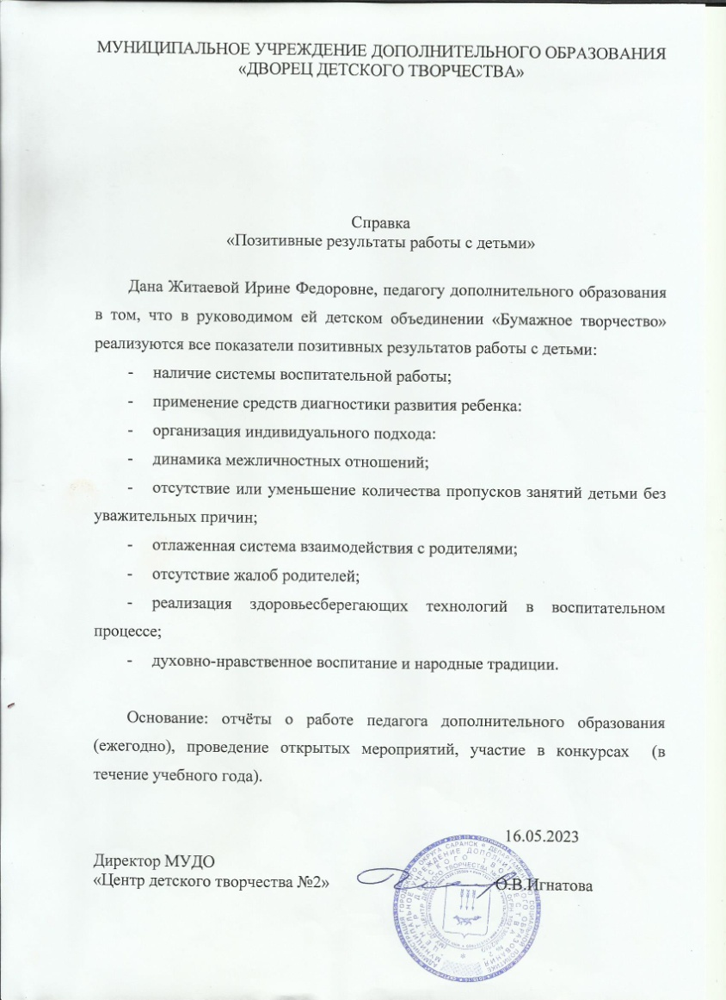 МУНИЦИПАЛЬНОЕ УЧРЕЖДЕНИЕ ДОПОЛНИТЕЛЬНОГО ОБРАЗОВАНИЯ
«ДВОРЕЦ ДЕТСКОГО ТВОРЧЕСТВА»
Справка
«Позитивные результаты работы с детьми»
Дана Житаевой Ирине Федоровне, педагогу дополнительного образования
в том, что в руководимом ей детском объединении «Бумажное творчество»
реализуются все показатели позитивных результатов работы с детьми:
- наличие системы воспитательной работы;
- применение средств диагностики развития ребенка:
- организация индивидуального подхода:
- динамика межличностных отношений;
- отсутствие или уменьшение количества пропусков занятий детьми без
уважительных причин;
- отлаженная система взаимодействия с родителями;
- отсутствие жалоб родителей;
- реализация здоровьесберегающих технологий в воспитательном
процессе;
- духовно-нравственное воспитание и народные традиции.
Основание: отчёты о работе педагога дополнительного образования
(ежегодно), проведение открытых мероприятий, участие в конкурсах (в
течение учебного года).
16.05.2023
Директор МУДО
«Центр детского творчества №2» О.В.Игнатова